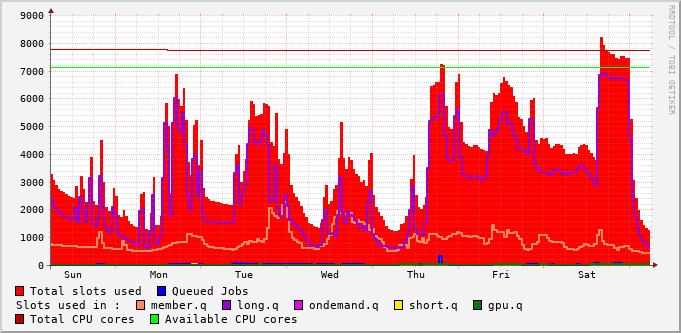 9000
8000
7000
6000
5000
4000
3000
2000
1000
0
Sun Mon Tue Wed Thu Fri Sat
RRDTOOL / TOBI OETIKER
Total slots used Queued Jobs
Slots used in : member.q long.q ondemand.q short.q gpu.q
Total CPU cores Available CPU cores